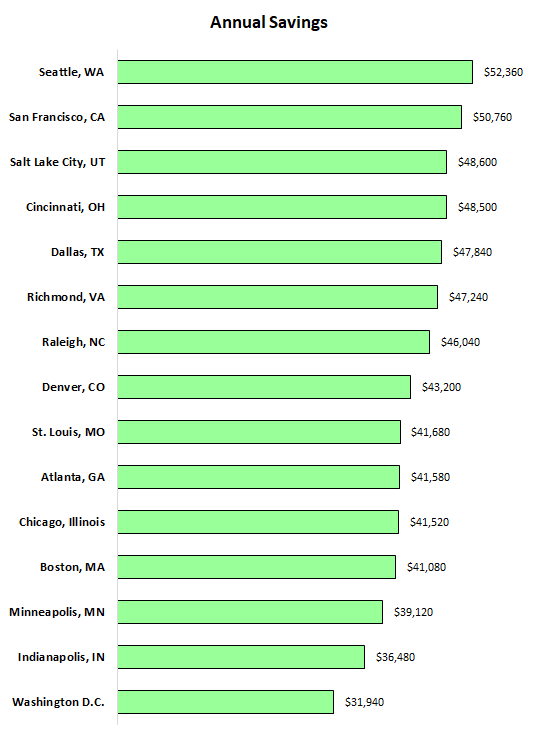 Annual Savings
Seattle, WA $52,360
San Francisco, CA $50,760
Salt Lake City, UT $48,600
Cincinnati, OH $48,500
Dallas, TX $47,840
Richmond, VA $47,240
Raleigh, NC $46,040
Denver, CO $43,200
St. Louis, MO $41,680
Atlanta, GA $41,580
Chicago, Illinois $41,520
Boston, MA $41,080
Minneapolis, MN $39,120
Indianapolis, IN $36,480
Washington D.C. $31,940